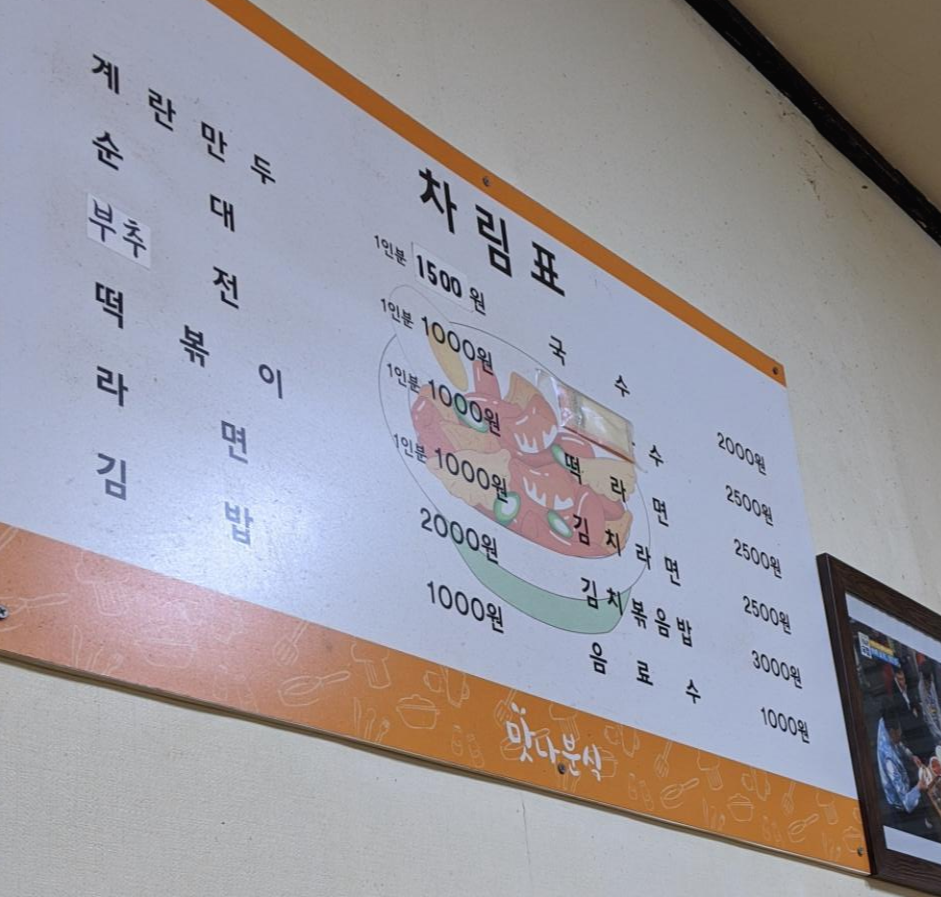 차림표
계란만두 1인분 1500원
순대 1인분 1000원
부추전 1인분 1000원
떡볶이 1인분 1000원
라면 2000원
김밥 1000원
국수 2000원
수 2500원
떡라면 2500원
김치라면 2500원
김치볶음밥 3000원
음료수 1000원
맛나분식